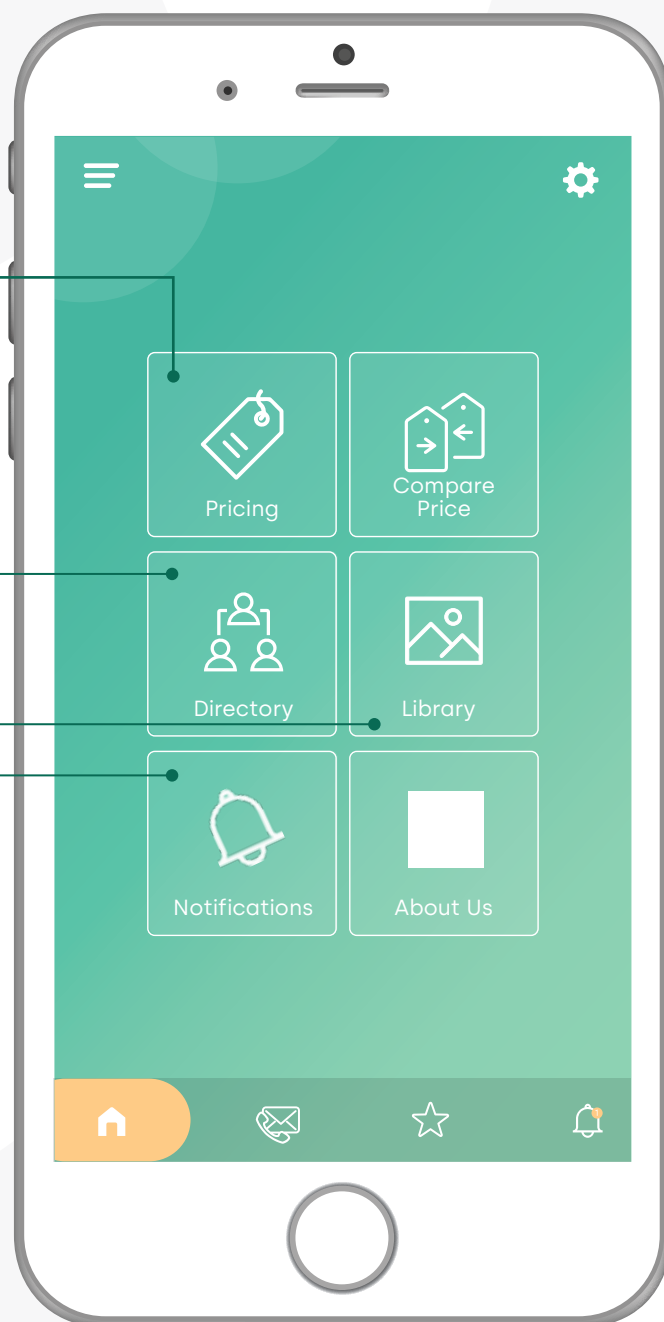 Pricing
Compare
Price
Directory
Library
Notifications
About Us